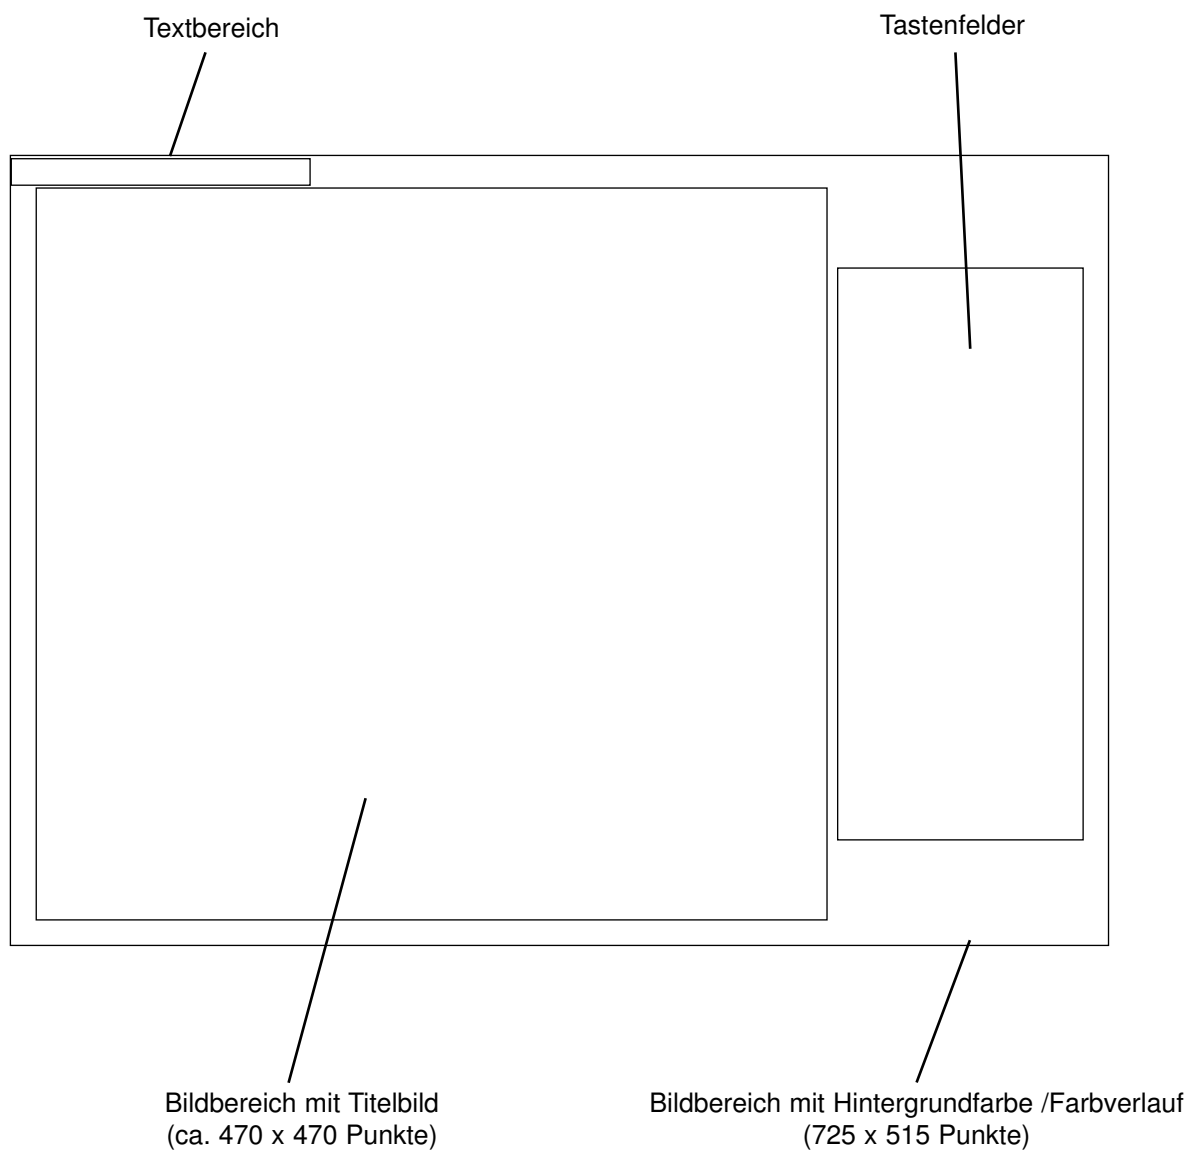 Textbereich
Tastenfelder
Bildbereich mit Titelbild
(ca. 470 x 470 Punkte)
Bildbereich mit Hintergrundfarbe /Farbverlauf
(725 x 515 Punkte)